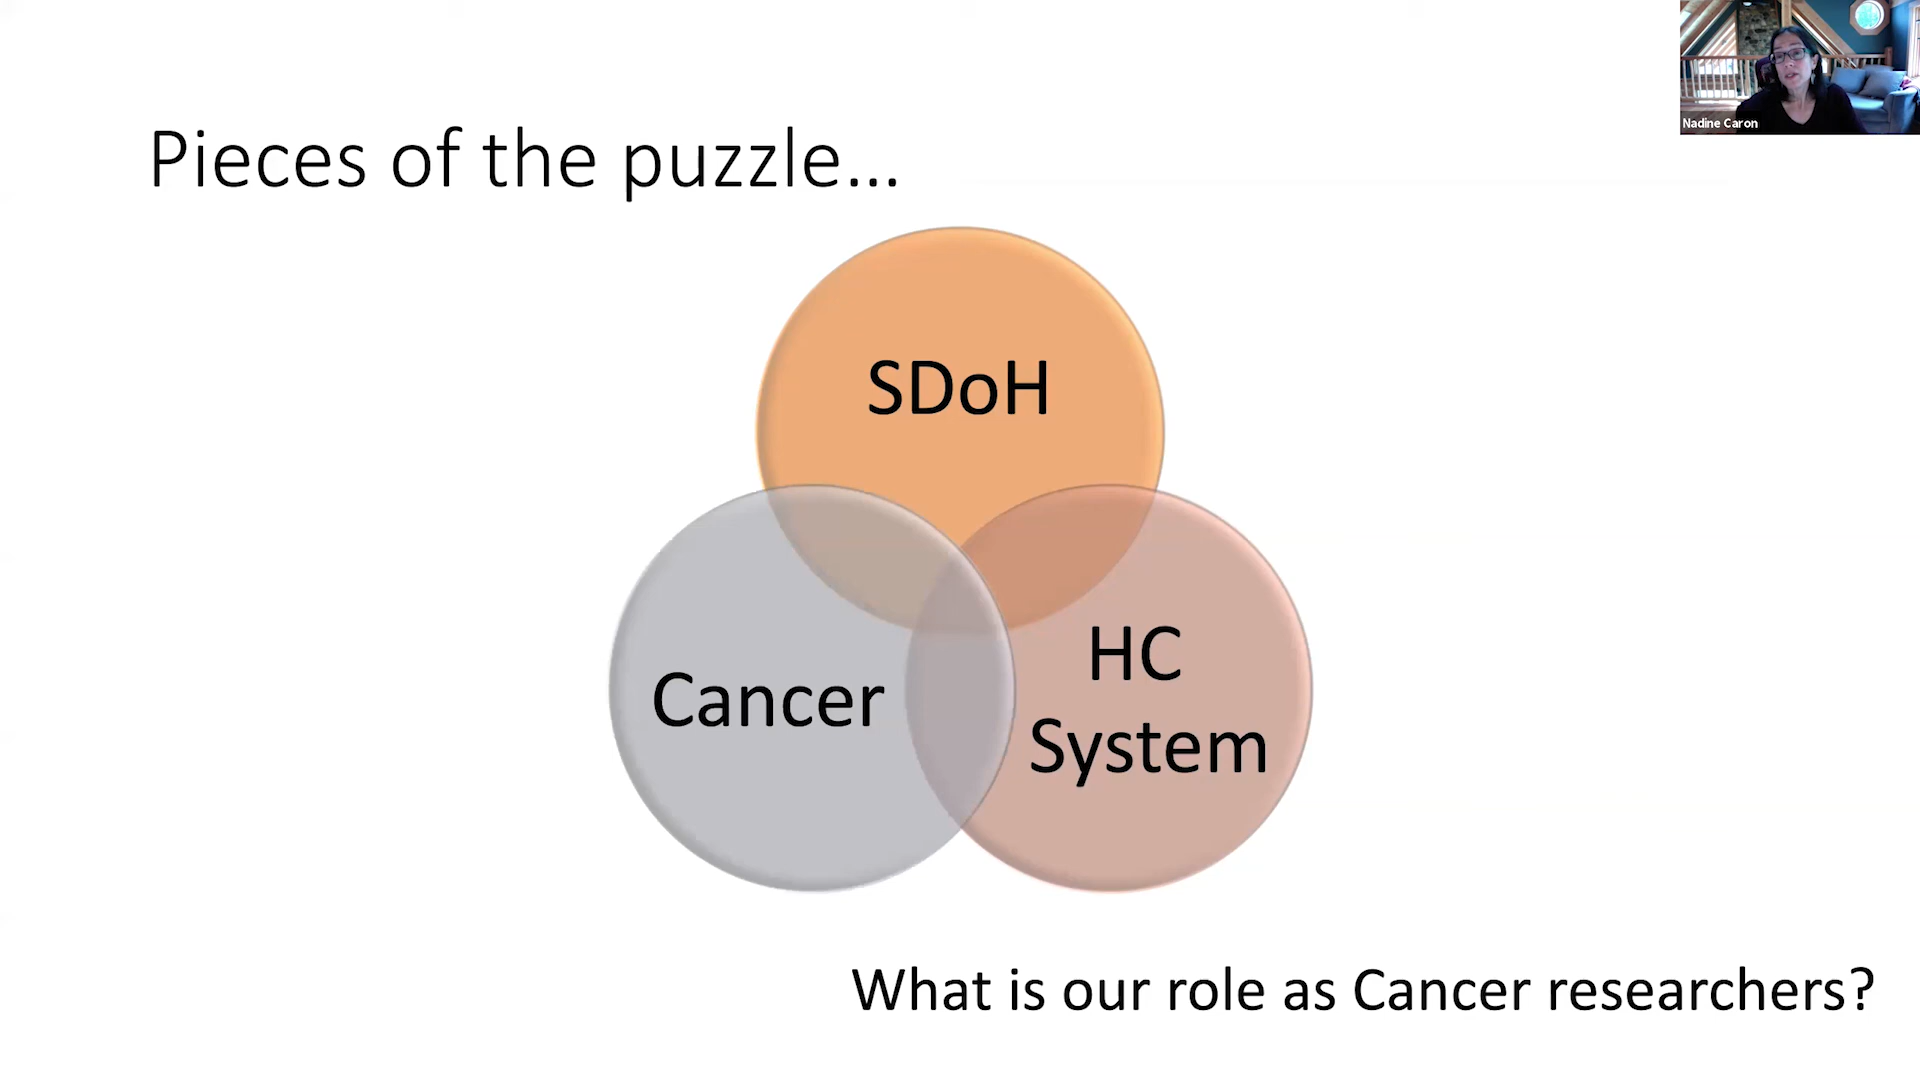 Nadine Caron
Pieces of the puzzle...
SDoH
Cancer
HC
System
What is our role as Cancer researchers?